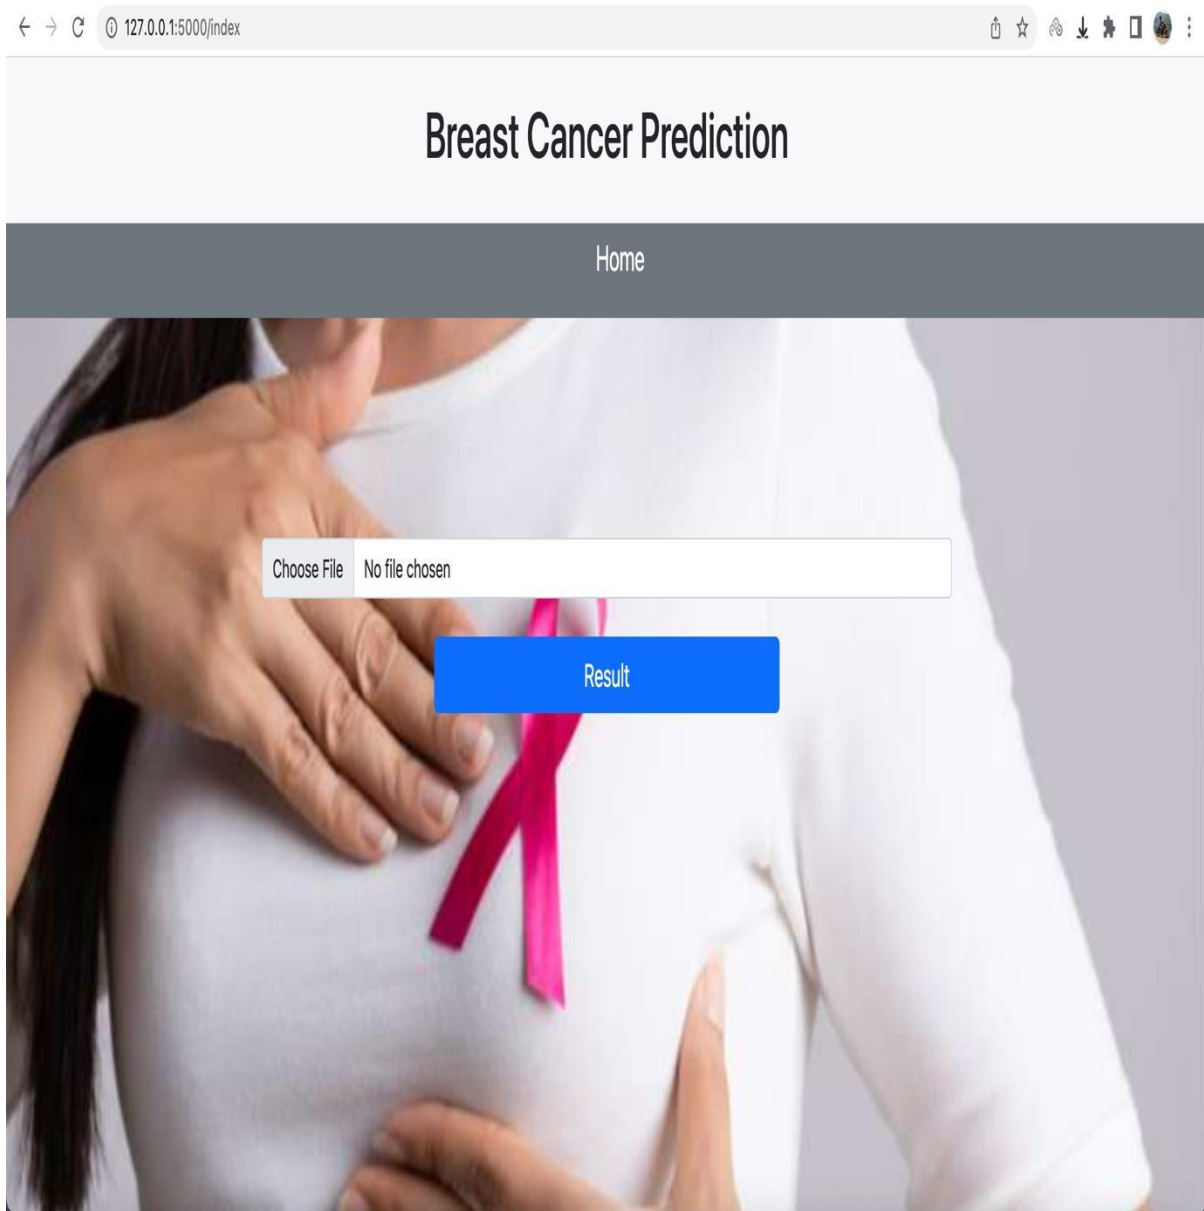 127.0.0.1:5000/index
Breast Cancer Prediction
Home
Choose File No file chosen
Result